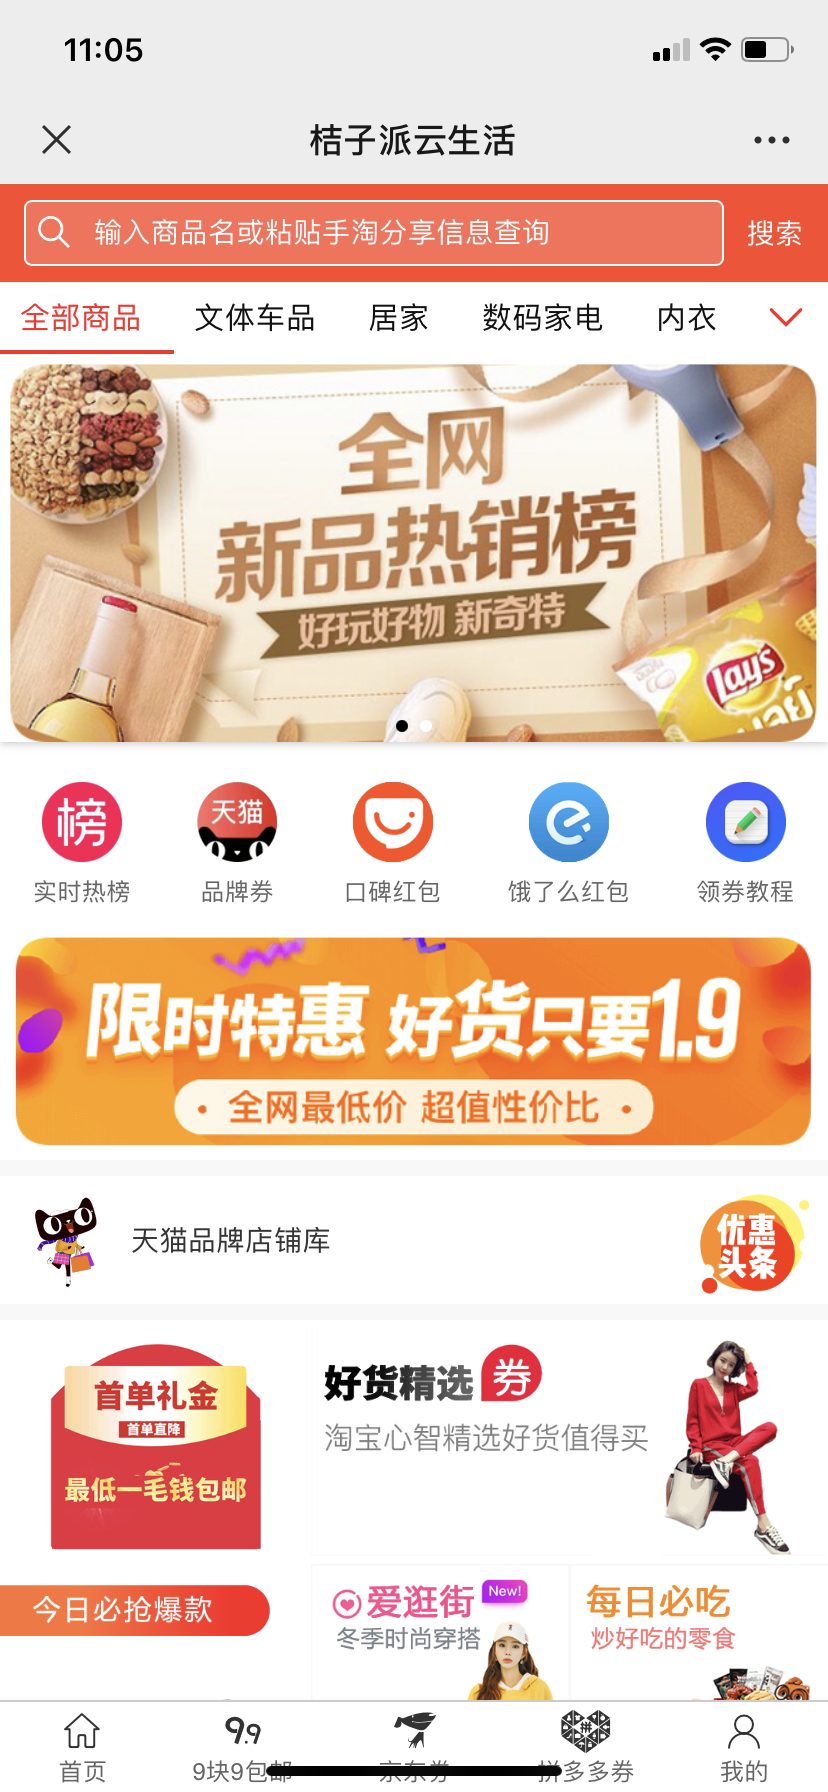 11:05
桔子派云生活
输入商品名或粘贴手淘分享信息查询
搜索
全部商品 文体车品 居家 数码家电 内衣
全网
新品热销榜
好玩好物 新奇特
Lay's
榜 天猫
实时热榜 品牌券 口碑红包 饿了么红包 领券教程
限时特惠 好货只要1.9
· 全网最低价 超值性价比 ·
天猫品牌店铺库
优惠
头条
首单礼金
首单直降
最低一毛钱包邮
好货精选 券
淘宝心智精选好货值得买
今日必抢爆款
爱逛街 New!
冬季时尚穿搭
每日必吃
炒好吃的零食
9.9
拼
首页 9块9包邮 京东券 拼多多券 我的